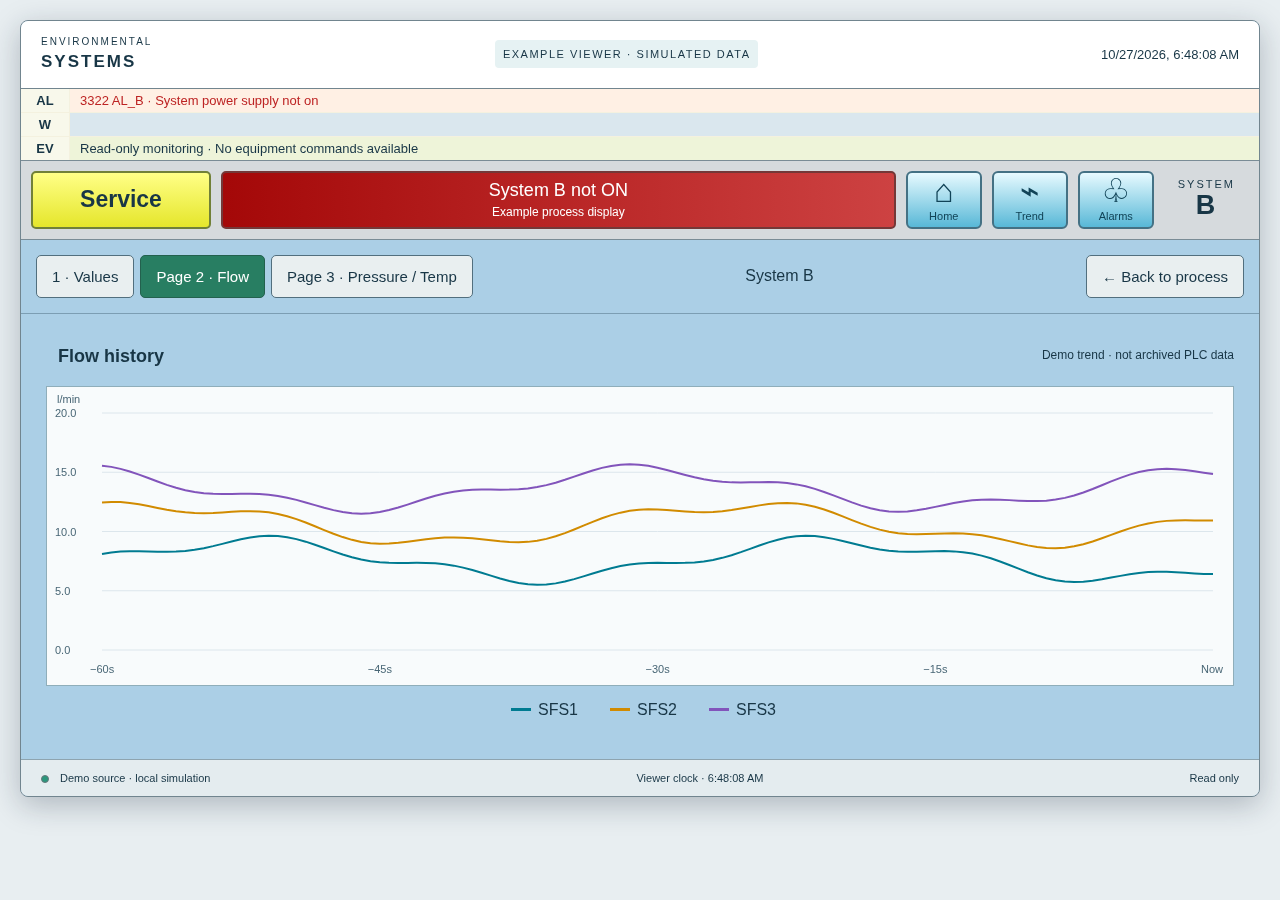 ENVIRONMENTAL
SYSTEMS
EXAMPLE VIEWER · SIMULATED DATA
10/27/2026, 6:48:08 AM
AL
3322 AL_B · System power supply not on
W
EV
Read-only monitoring · No equipment commands available
Service
System B not ON
Example process display
Home
Trend
Alarms
SYSTEM
B
1 · Values
Page 2 · Flow
Page 3 · Pressure / Temp
System B
← Back to process
Flow history
Demo trend · not archived PLC data
l/min
20.0
15.0
10.0
5.0
0.0
−60s
−45s
−30s
−15s
Now
SFS1
SFS2
SFS3
Demo source · local simulation
Viewer clock · 6:48:08 AM
Read only